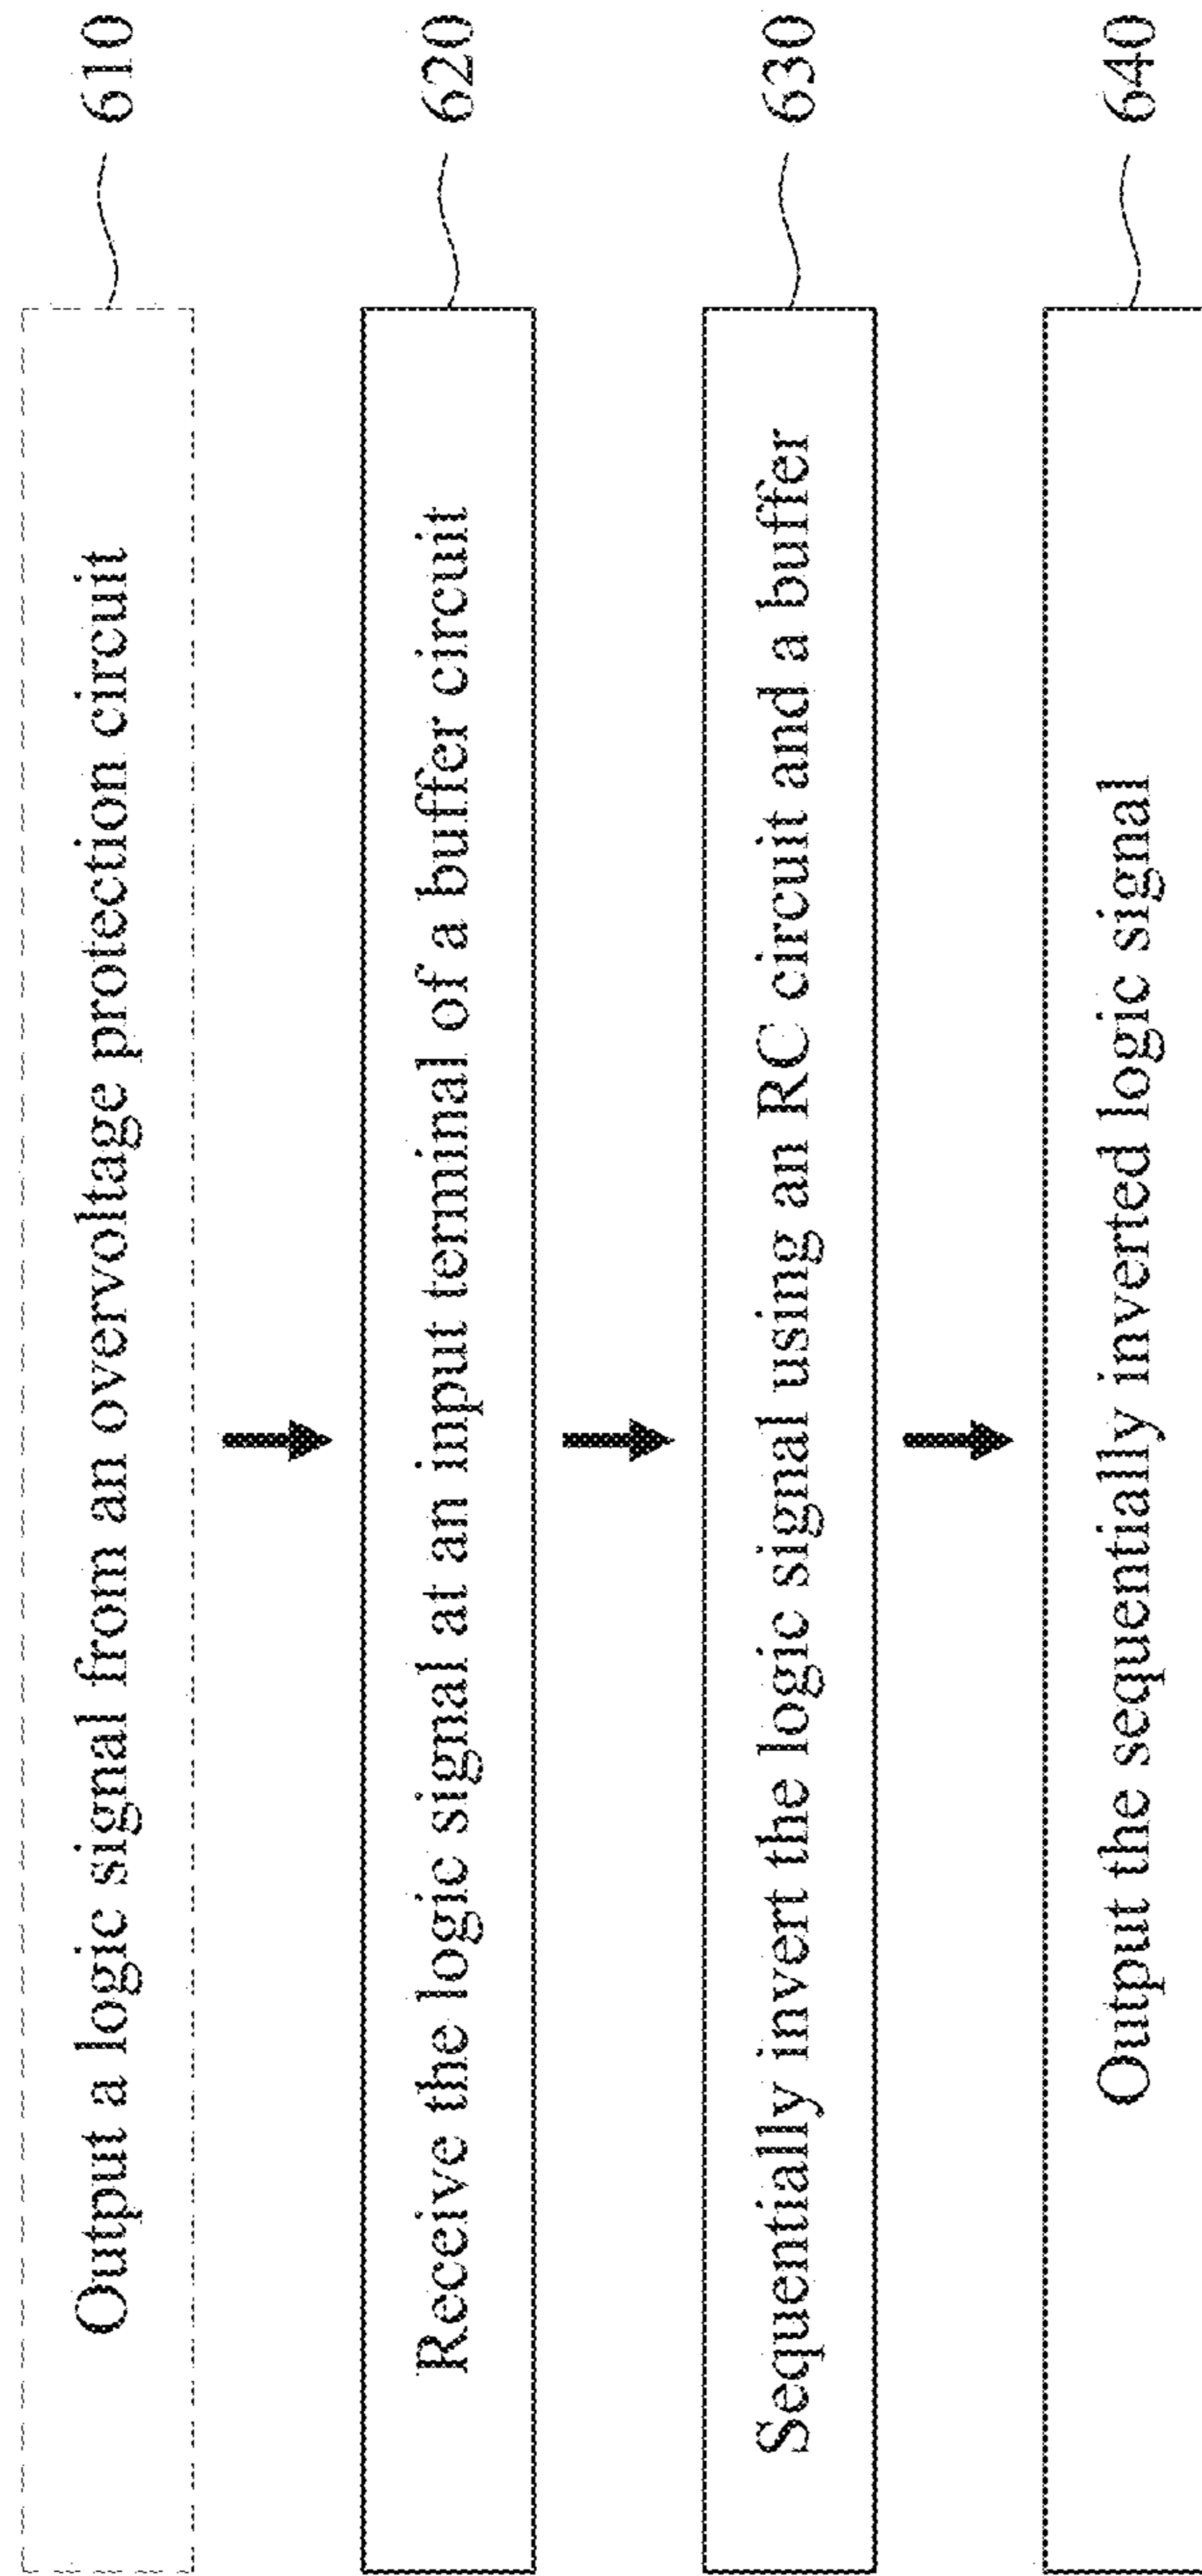 Output a logic signal from an overvoltage protection circuit
610
Receive the logic signal at an input terminal of a buffer circuit
620
Sequentially invert the logic signal using an RC circuit and a buffer
630
Output the sequentially inverted logic signal
640